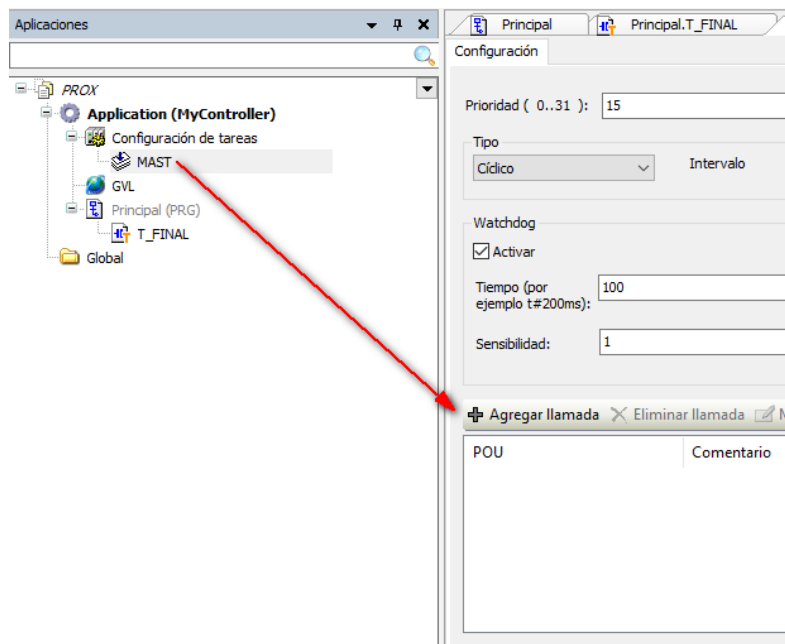 Aplicaciones
PROX
Application (MyController)
Configuración de tareas
MAST
GVL
Principal (PRG)
T_FINAL
Global
Principal
Principal.T_FINAL
Configuración
Prioridad ( 0..31 ): 15
Tipo
Cíclico
Intervalo
Watchdog
Activar
Tiempo (por
ejemplo t#200ms): 100
Sensibilidad: 1
Agregar llamada Eliminar llamada
POU Comentario